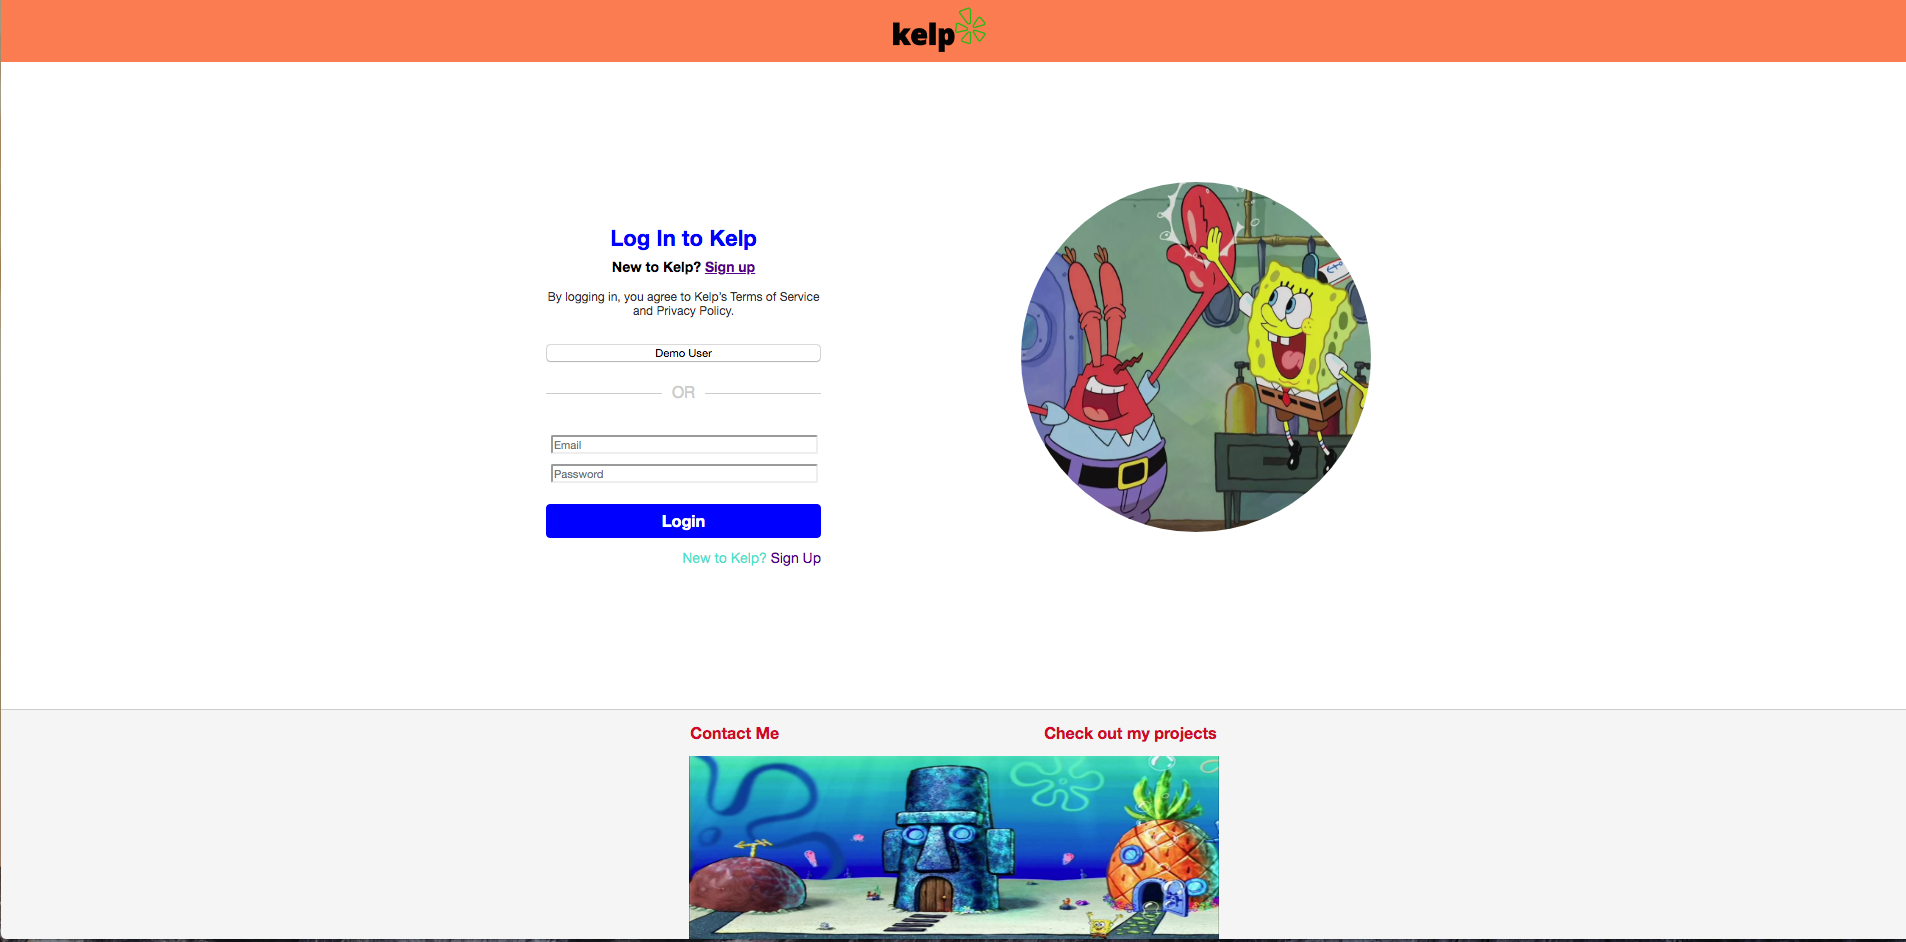 kelp
Log In to Kelp
New to Kelp? Sign up
By logging in, you agree to Kelp's Terms of Service
and Privacy Policy.
Demo User
OR
Email
Password
Login
New to Kelp? Sign Up
Contact Me
Check out my projects